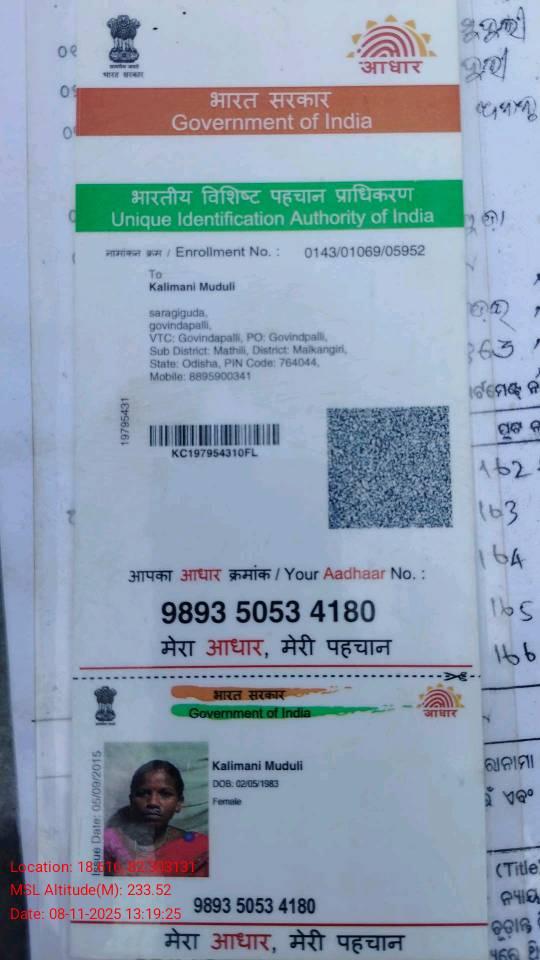 भारत सरकार
आधार
भारत सरकार
Government of India
भारतीय विशिष्ट पहचान प्राधिकरण
Unique Identification Authority of India
नामांकन क्रम / Enrollment No. : 0143/01069/05952
To
Kalimani Muduli
saragiguda,
govindapalli,
VTC: Govindapalli, PO: Govindpalli,
Sub District: Mathili, District: Malkangiri,
State: Odisha, PIN Code: 764044,
Mobile: 8895900341
19795431
KC197954310FL
आपका आधार क्रमांक / Your Aadhaar No. :
9893 5053 4180
मेरा आधार, मेरी पहचान
भारत सरकार
Government of India
आधार
Issue Date: 05/09/2015
Kalimani Muduli
DOB: 02/05/1983
Female
9893 5053 4180
मेरा आधार, मेरी पहचान
162
163
164
165
166
(Title)
MSL Altitude(M): 233.52
Date: 08-11-2025 13:19:25